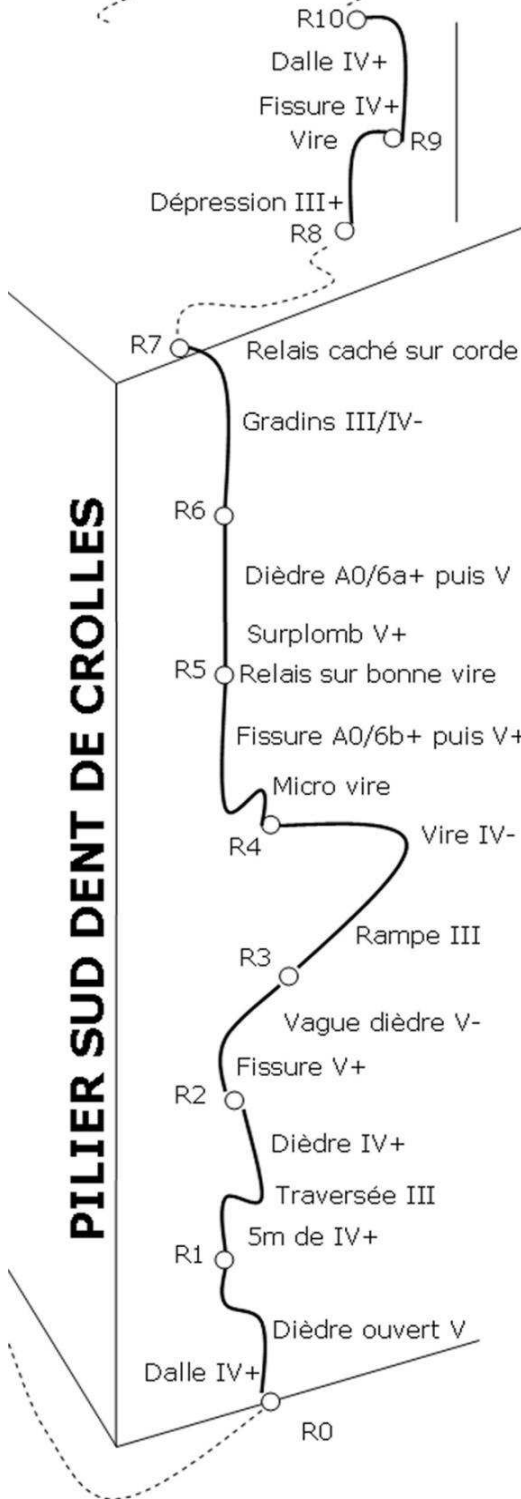 R10
Dalle IV+
Fissure IV+
Vire
R9
Dépression III+
R8
R7
Relais caché sur corde
Gradins III/IV-
R6
Dièdre A0/6a+ puis V
Surplomb V+
R5
Relais sur bonne vire
Fissure A0/6b+ puis V+
Micro vire
R4
Vire IV-
Rampe III
R3
Vague dièdre V-
Fissure V+
R2
Dièdre IV+
Traversée III
5m de IV+
R1
Dièdre ouvert V
Dalle IV+
R0
PILIER SUD DENT DE CROLLES